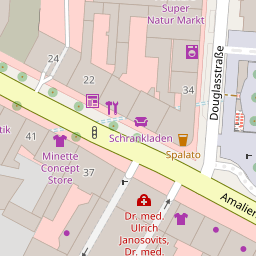 Super
Natur Markt
24
22
34
Douglasstraße
tik
41
37
Schrankladen
Spalato
Minette
Concept
Store
Amalien
Dr. med.
Ulrich
Janosovits,
Dr. med.